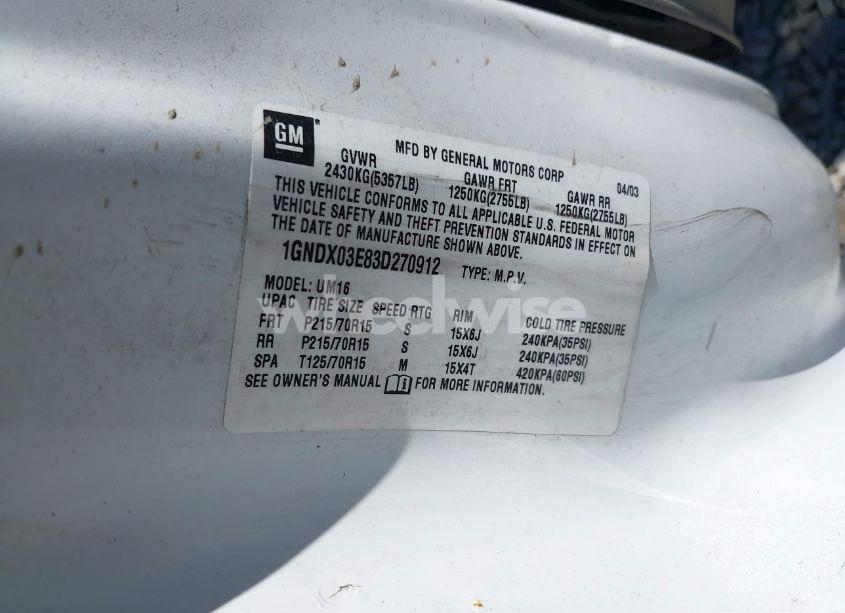 GM
MFD BY GENERAL MOTORS CORP 04/03
GVWR GAWR FRT GAWR RR
2430KG(5357LB) 1250KG(2755LB) 1250KG(2755LB)
THIS VEHICLE CONFORMS TO ALL APPLICABLE U.S. FEDERAL MOTOR
VEHICLE SAFETY AND THEFT PREVENTION STANDARDS IN EFFECT ON
THE DATE OF MANUFACTURE SHOWN ABOVE.
1GNDX03E83D270912 TYPE: M.P.V.
MODEL: UM16
UPAC TIRE SIZE SPEED RTG RIM COLD TIRE PRESSURE
FRT P215/70R15 S 15X6J 240KPA(35PSI)
RR P215/70R15 S 15X6J 240KPA(35PSI)
SPA T125/70R15 M 15X4T 420KPA(60PSI)
SEE OWNER'S MANUAL FOR MORE INFORMATION.
wheelwise